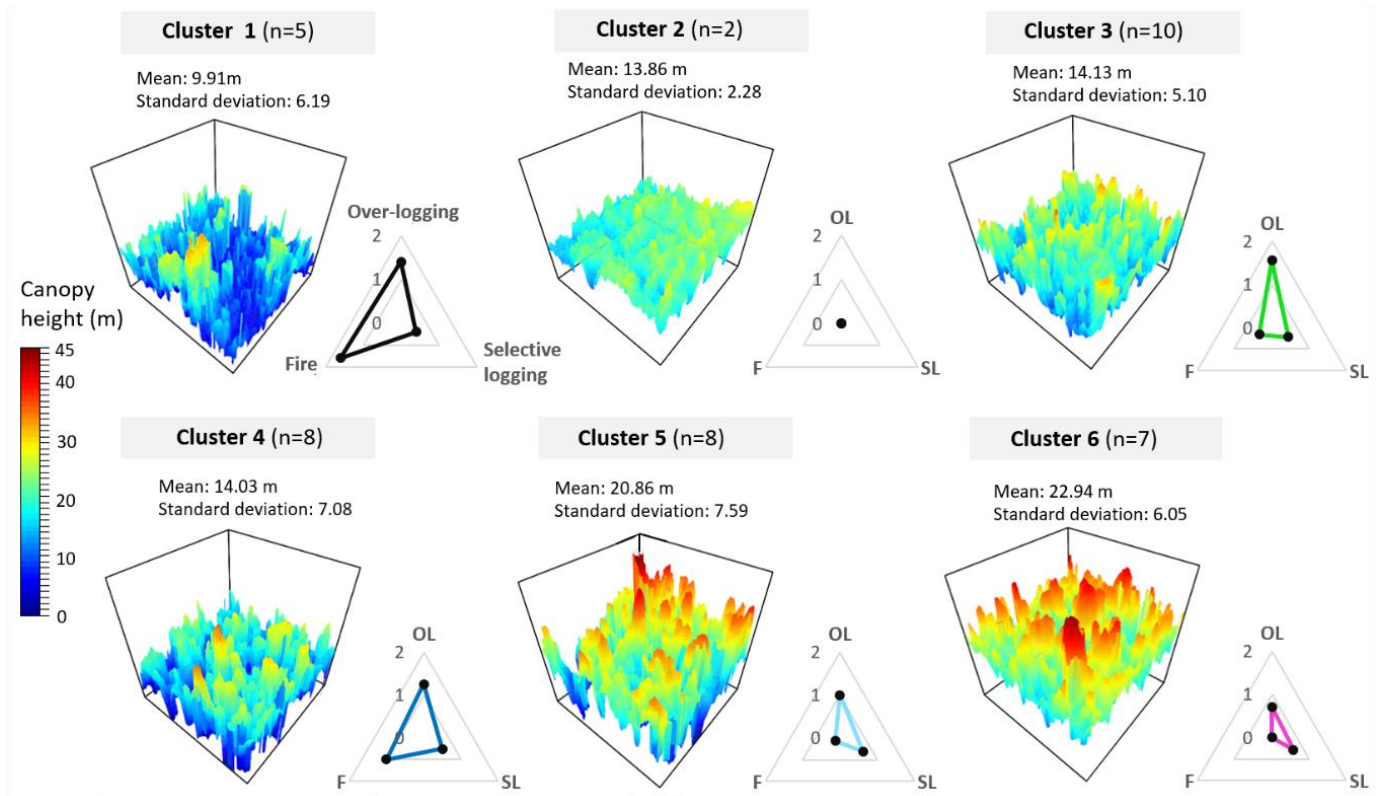 Cluster 1 (n=5)
Mean: 9.91m
Standard deviation: 6.19
Over-logging
2
1
0
Fire
Selective
logging
Cluster 2 (n=2)
Mean: 13.86 m
Standard deviation: 2.28
OL
2
1
0
F
SL
Cluster 3 (n=10)
Mean: 14.13 m
Standard deviation: 5.10
OL
2
1
0
F
SL
Canopy
height (m)
45
40
30
20
10
0
Cluster 4 (n=8)
Mean: 14.03 m
Standard deviation: 7.08
OL
2
1
0
F
SL
Cluster 5 (n=8)
Mean: 20.86 m
Standard deviation: 7.59
OL
2
1
0
F
SL
Cluster 6 (n=7)
Mean: 22.94 m
Standard deviation: 6.05
OL
2
1
0
F
SL